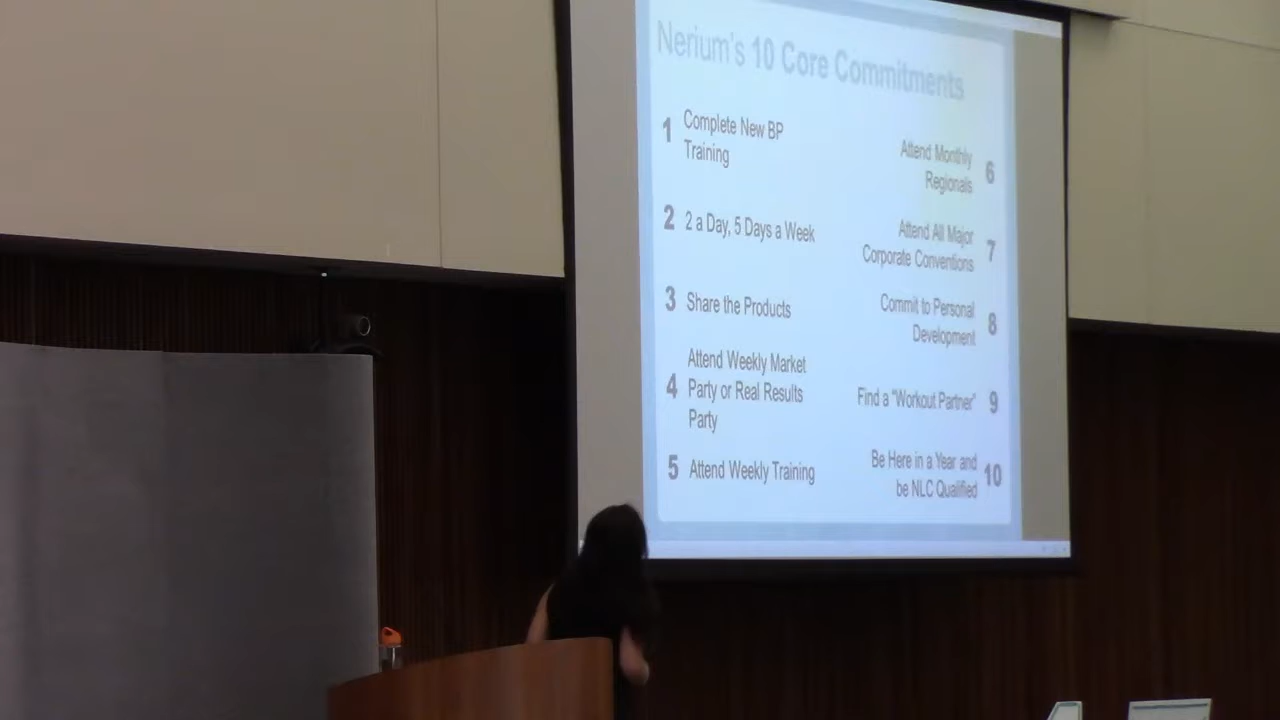 Nerium's 10 Core Commitments
1 Complete New BP
Training
2 2 a Day, 5 Days a Week
3 Share the Products
4 Attend Weekly Market
Party or Real Results
Party
5 Attend Weekly Training
Attend Monthly
Regionals 6
Attend All Major
Corporate Conventions 7
Commit to Personal
Development 8
Find a "Workout Partner" 9
Be Here in a Year and
be NLC Qualified 10